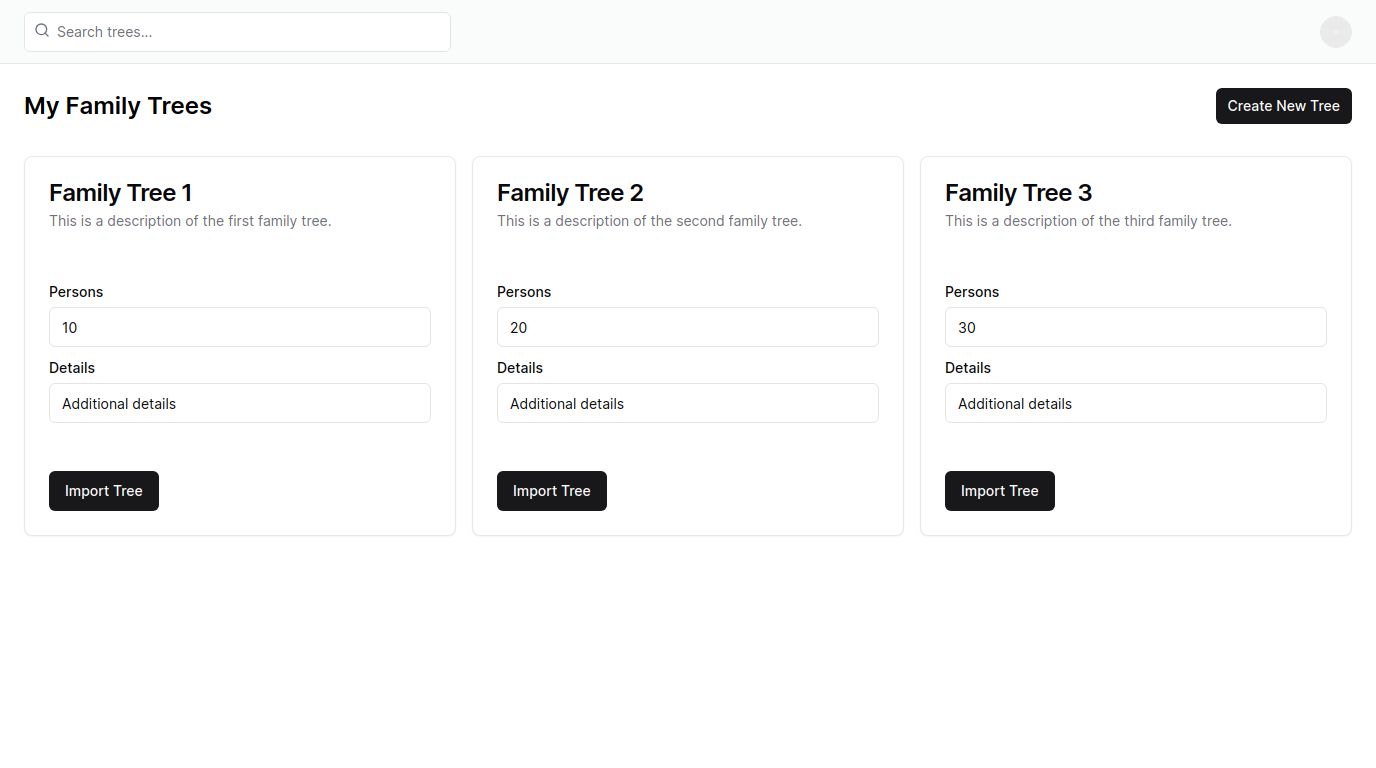 Search trees...
My Family Trees
Create New Tree
Family Tree 1
This is a description of the first family tree.
Persons
10
Details
Additional details
Import Tree
Family Tree 2
This is a description of the second family tree.
Persons
20
Details
Additional details
Import Tree
Family Tree 3
This is a description of the third family tree.
Persons
30
Details
Additional details
Import Tree